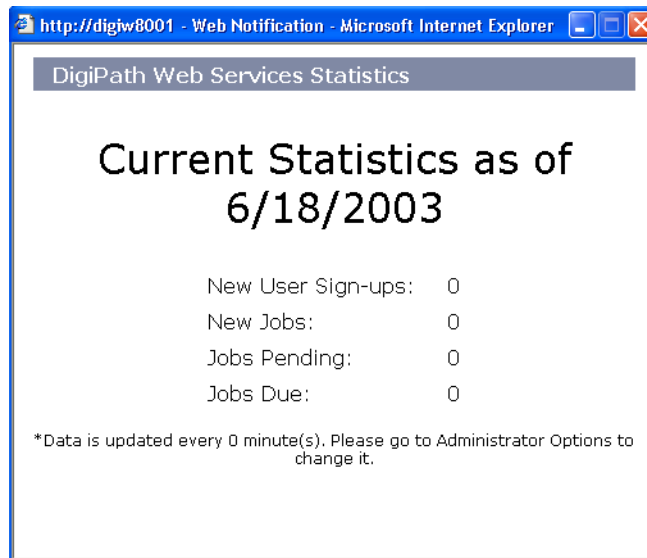 http://digiw8001 - Web Notification - Microsoft Internet Explorer
DigiPath Web Services Statistics
Current Statistics as of
6/18/2003
New User Sign-ups: 0
New Jobs: 0
Jobs Pending: 0
Jobs Due: 0
*Data is updated every 0 minute(s). Please go to Administrator Options to
change it.